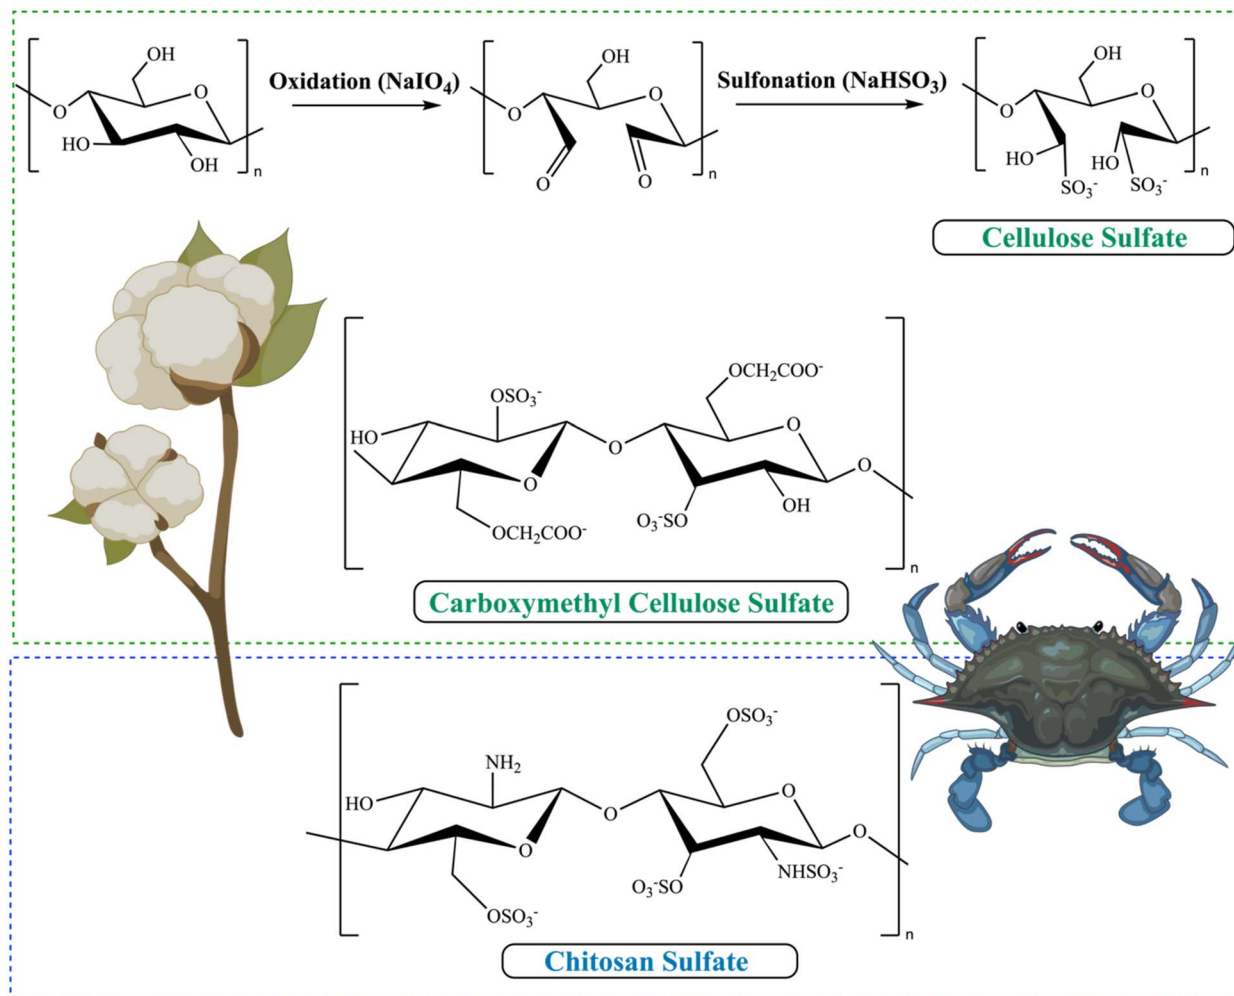 OH
O
O
HO
OH
n
Oxidation (NaIO₄)
OH
O
O
O
O
n
Sulfonation (NaHSO₃)
OH
O
O
HO
HO
SO₃⁻
SO₃⁻
n
Cellulose Sulfate
OCH₂COO⁻
OSO₃⁻
O
HO
O
O
O
O₃⁻SO
OH
OCH₂COO⁻
n
Carboxymethyl Cellulose Sulfate
OSO₃⁻
NH₂
O
HO
O
O
O
NHSO₃⁻
O₃⁻SO
OSO₃⁻
n
Chitosan Sulfate